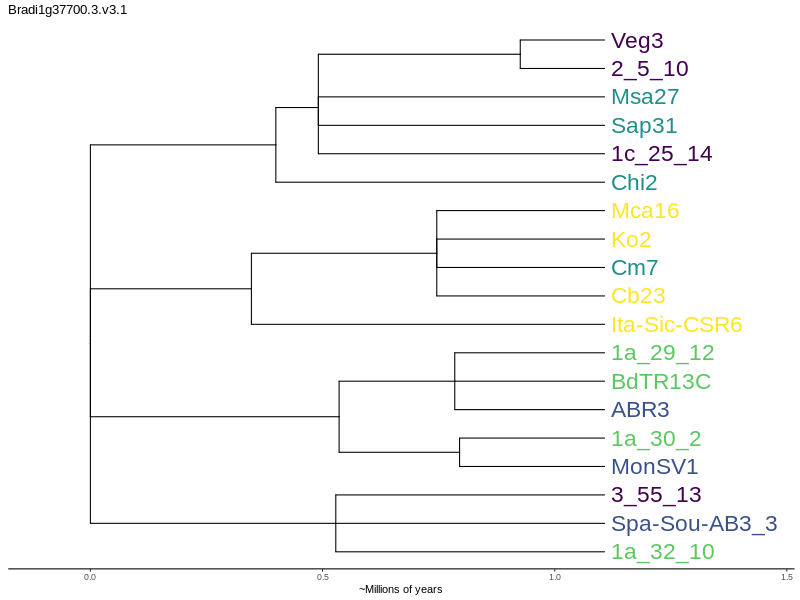 Bradi1g37700.3.v3.1
Veg3
2_5_10
Msa27
Sap31
1c_25_14
Chi2
Mca16
Ko2
Cm7
Cb23
Ita-Sic-CSR6
1a_29_12
BdTR13C
ABR3
1a_30_2
MonSV1
3_55_13
Spa-Sou-AB3_3
1a_32_10
0.0 0.5 1.0 1.5
~Millions of years